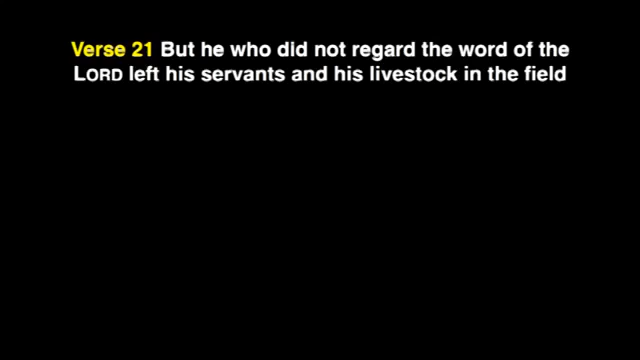 Verse 21 But he who did not regard the word of the
LORD left his servants and his livestock in the field